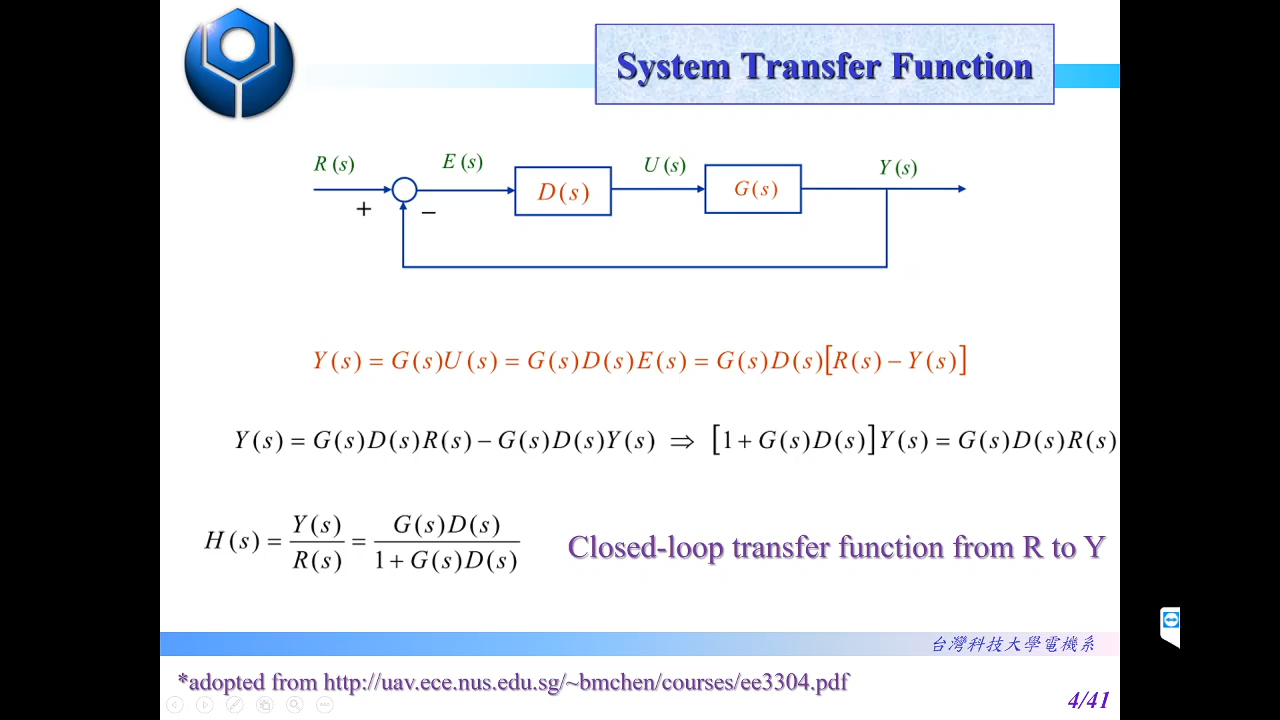 System Transfer Function
R(s) E(s) U(s) Y(s)
D(s) G(s)
+ −
Y(s) = G(s)U(s) = G(s)D(s)E(s) = G(s)D(s)[R(s) − Y(s)]
Y(s) = G(s)D(s)R(s) − G(s)D(s)Y(s) ⇒ [1 + G(s)D(s)]Y(s) = G(s)D(s)R(s)
H(s) = Y(s)/R(s) = G(s)D(s)/1 + G(s)D(s) Closed-loop transfer function from R to Y
台灣科技大學電機系
*adopted from http://uav.ece.nus.edu.sg/~bmchen/courses/ee3304.pdf
4/41